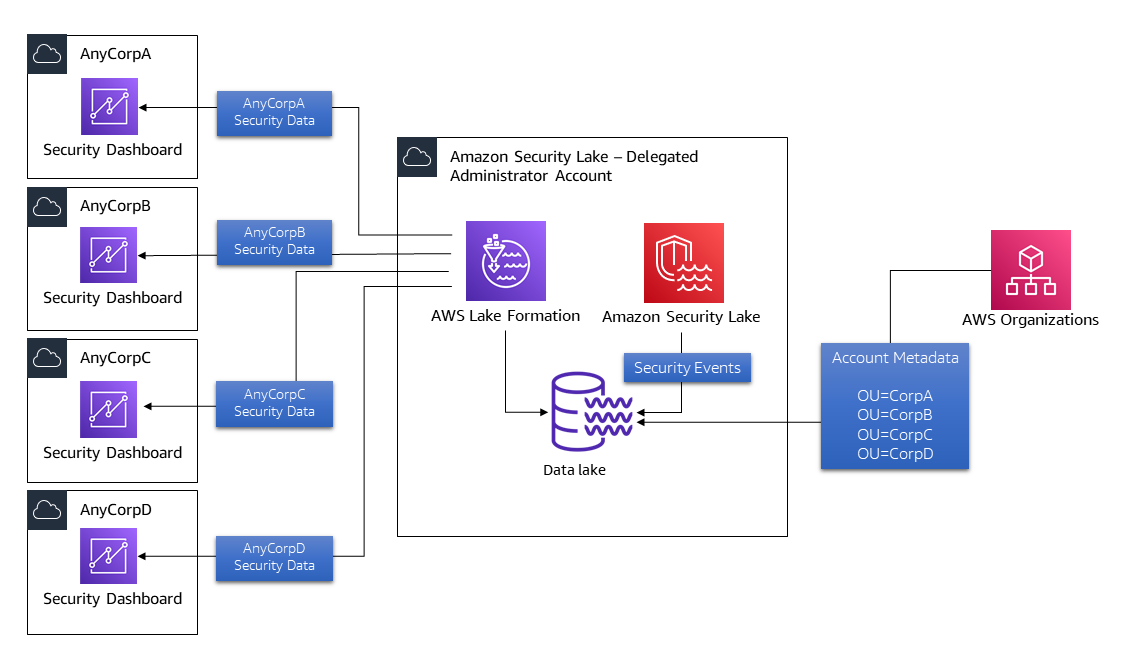 AnyCorpA
Security Dashboard
AnyCorpA
Security Data
AnyCorpB
Security Dashboard
AnyCorpB
Security Data
AnyCorpC
Security Dashboard
AnyCorpC
Security Data
AnyCorpD
Security Dashboard
AnyCorpD
Security Data
Amazon Security Lake – Delegated
Administrator Account
AWS Lake Formation
Amazon Security Lake
Security Events
Data lake
AWS Organizations
Account Metadata
OU=CorpA
OU=CorpB
OU=CorpC
OU=CorpD